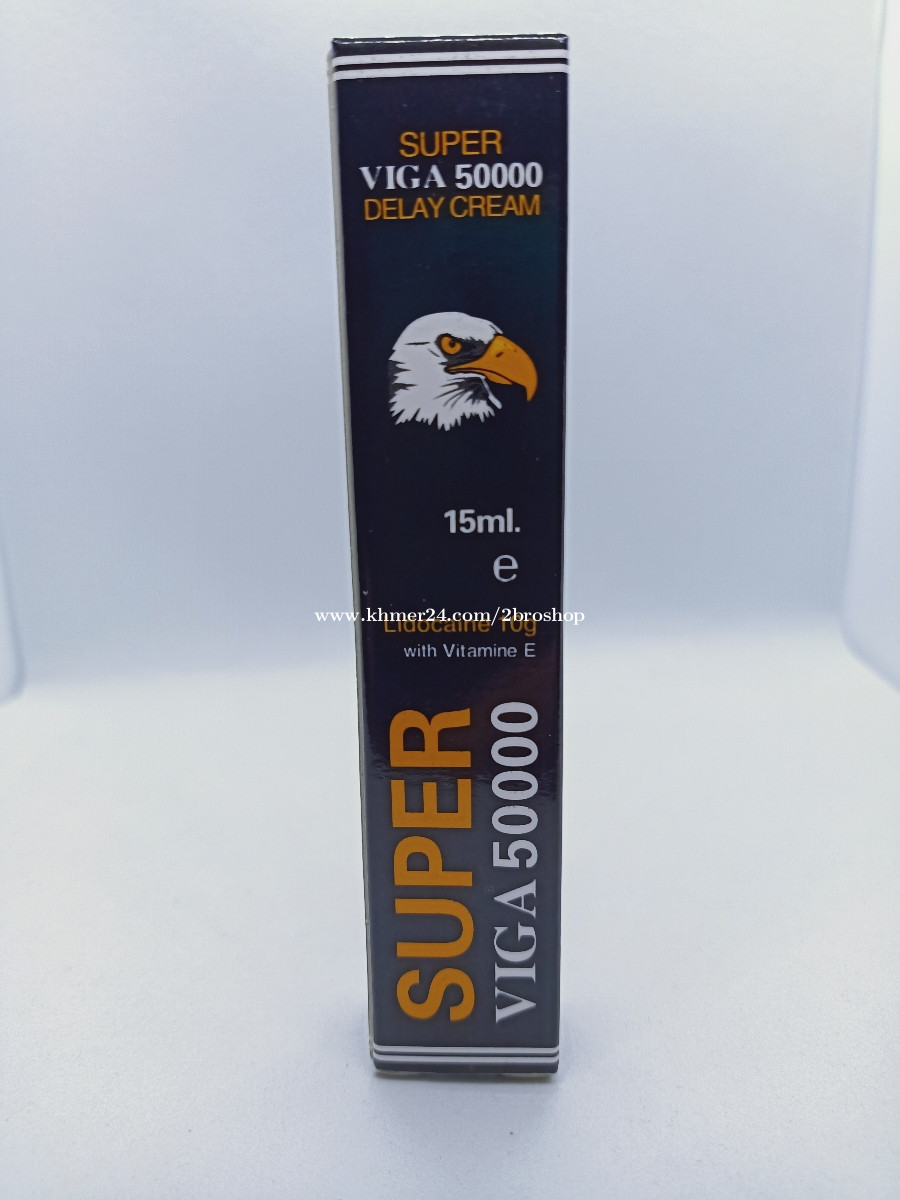 SUPER
VIGA 50000
DELAY CREAM
15ml.
e
www.khmer24.com/2broshop
Lidocaine 10g
with Vitamine E
SUPER
VIGA 50000